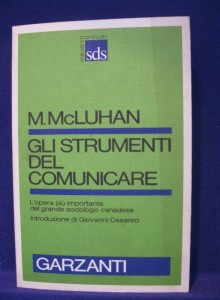 sds
M. McLUHAN
GLI STRUMENTI
DEL
COMUNICARE
L'opera più importante
del grande sociologo canadese
Introduzione di Giovanni Cesareo
GARZANTI